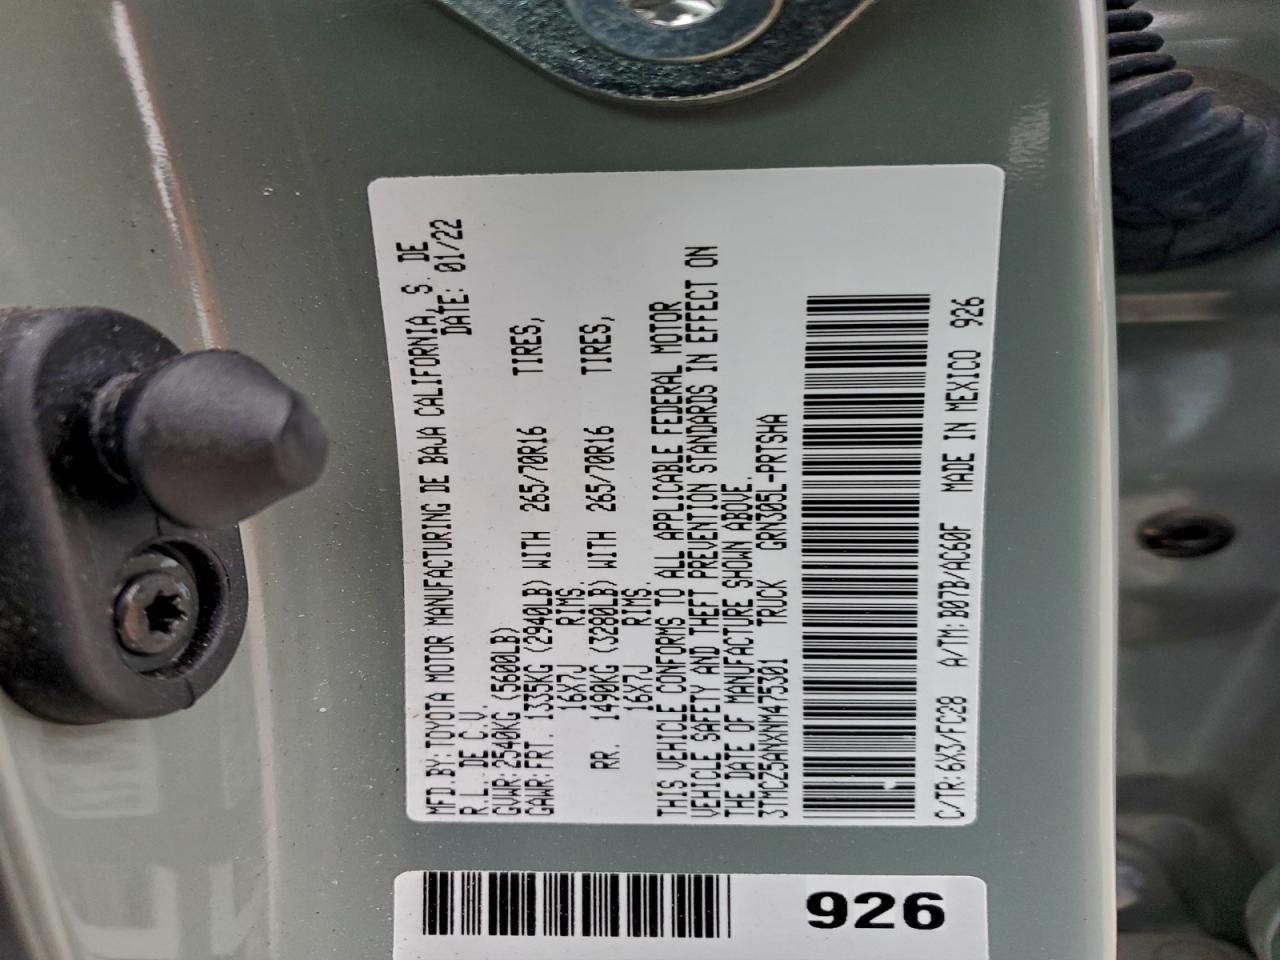 MFD.BY:TOYOTA MOTOR MANUFACTURING DE BAJA CALIFORNIA, S. DE
R.L. DE C.V. DATE: 01/22
GVWR:2540KG (5600LB)
GAWR:FRT. 1335KG (2940LB) WITH 265/70R16 TIRES,
16X7J RIMS,
RR. 1490KG (3280LB) WITH 265/70R16 TIRES,
16X7J RIMS.
THIS VEHICLE CONFORMS TO ALL APPLICABLE FEDERAL MOTOR
VEHICLE SAFETY AND THEFT PREVENTION STANDARDS IN EFFECT ON
THE DATE OF MANUFACTURE SHOWN ABOVE.
3TMCZ5ANXNM475301 TRUCK GRN305L-PRTSHA
C/TR:6X3/FC28 A/TM:B07B/AC60F MADE IN MEXICO 926
926